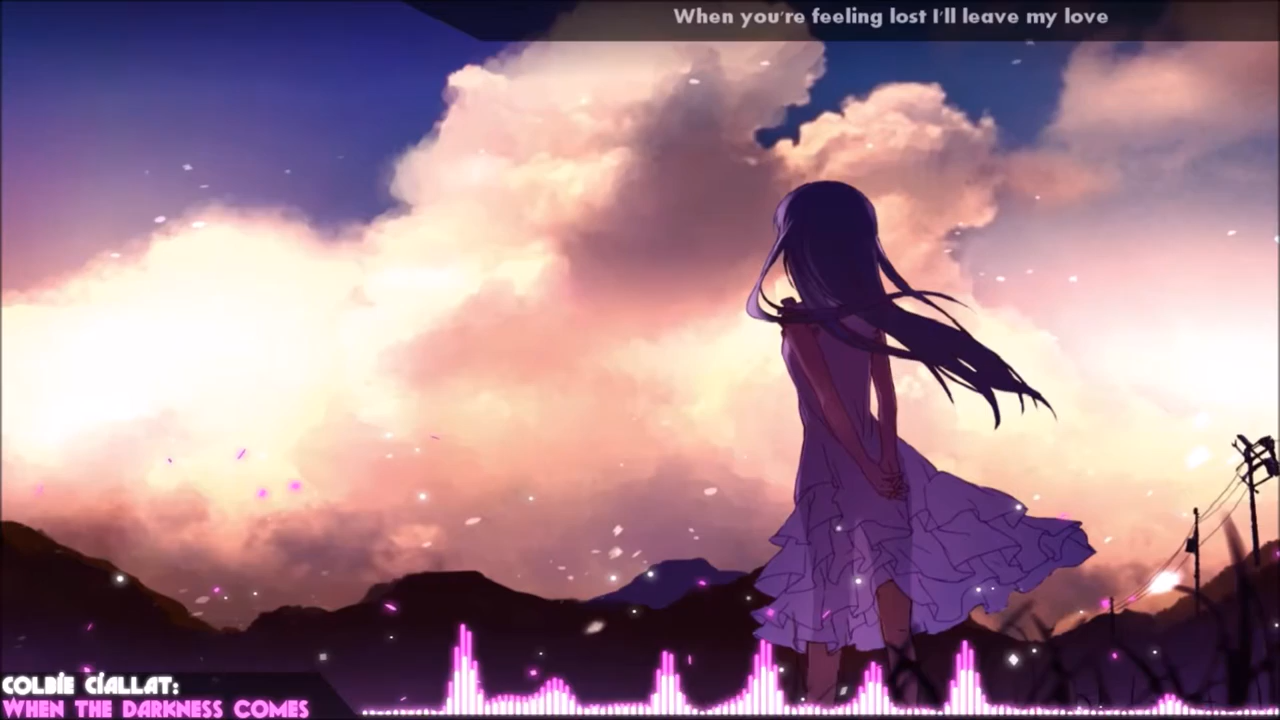 When you're feeling lost I'll leave my love
COLBIE CIALLAT:
WHEN THE DARKNESS COMES